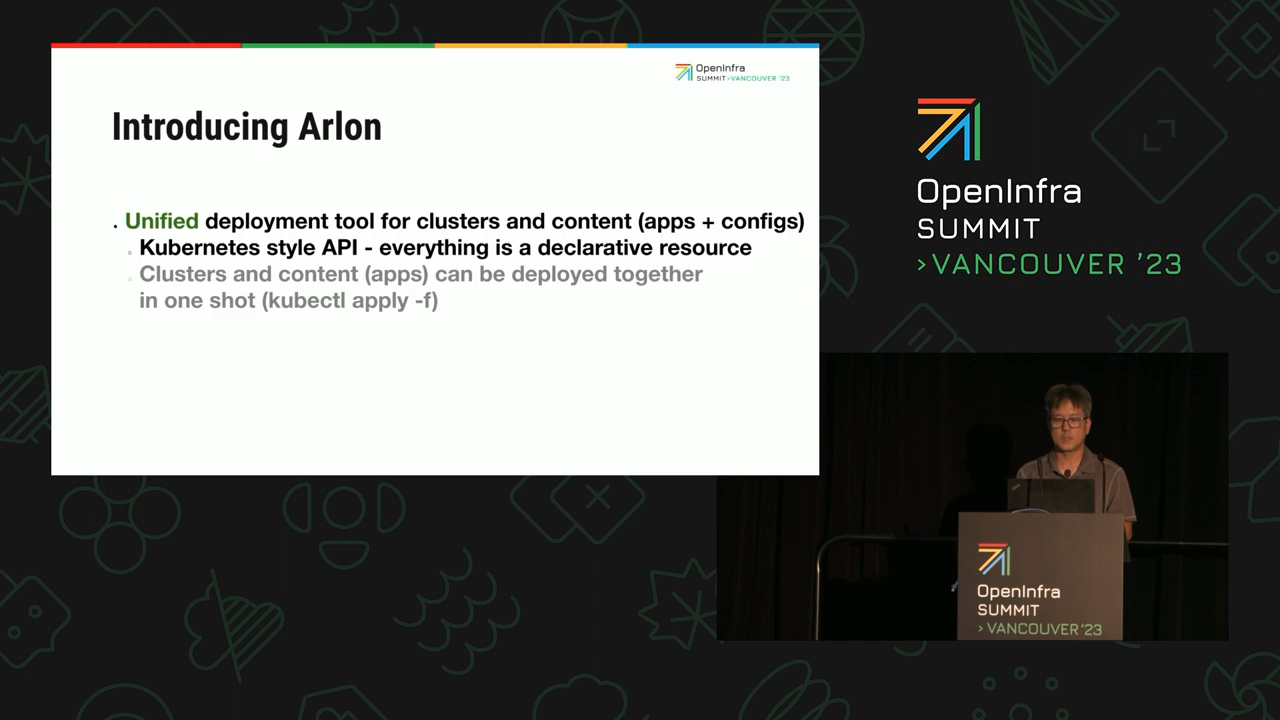 OpenInfra
SUMMIT >VANCOUVER '23
Introducing Arlon
. Unified deployment tool for clusters and content (apps + configs)
Kubernetes style API - everything is a declarative resource
Clusters and content (apps) can be deployed together
in one shot (kubectl apply -f)
OpenInfra
SUMMIT
>VANCOUVER '23
OpenInfra
SUMMIT
>VANCOUVER '23